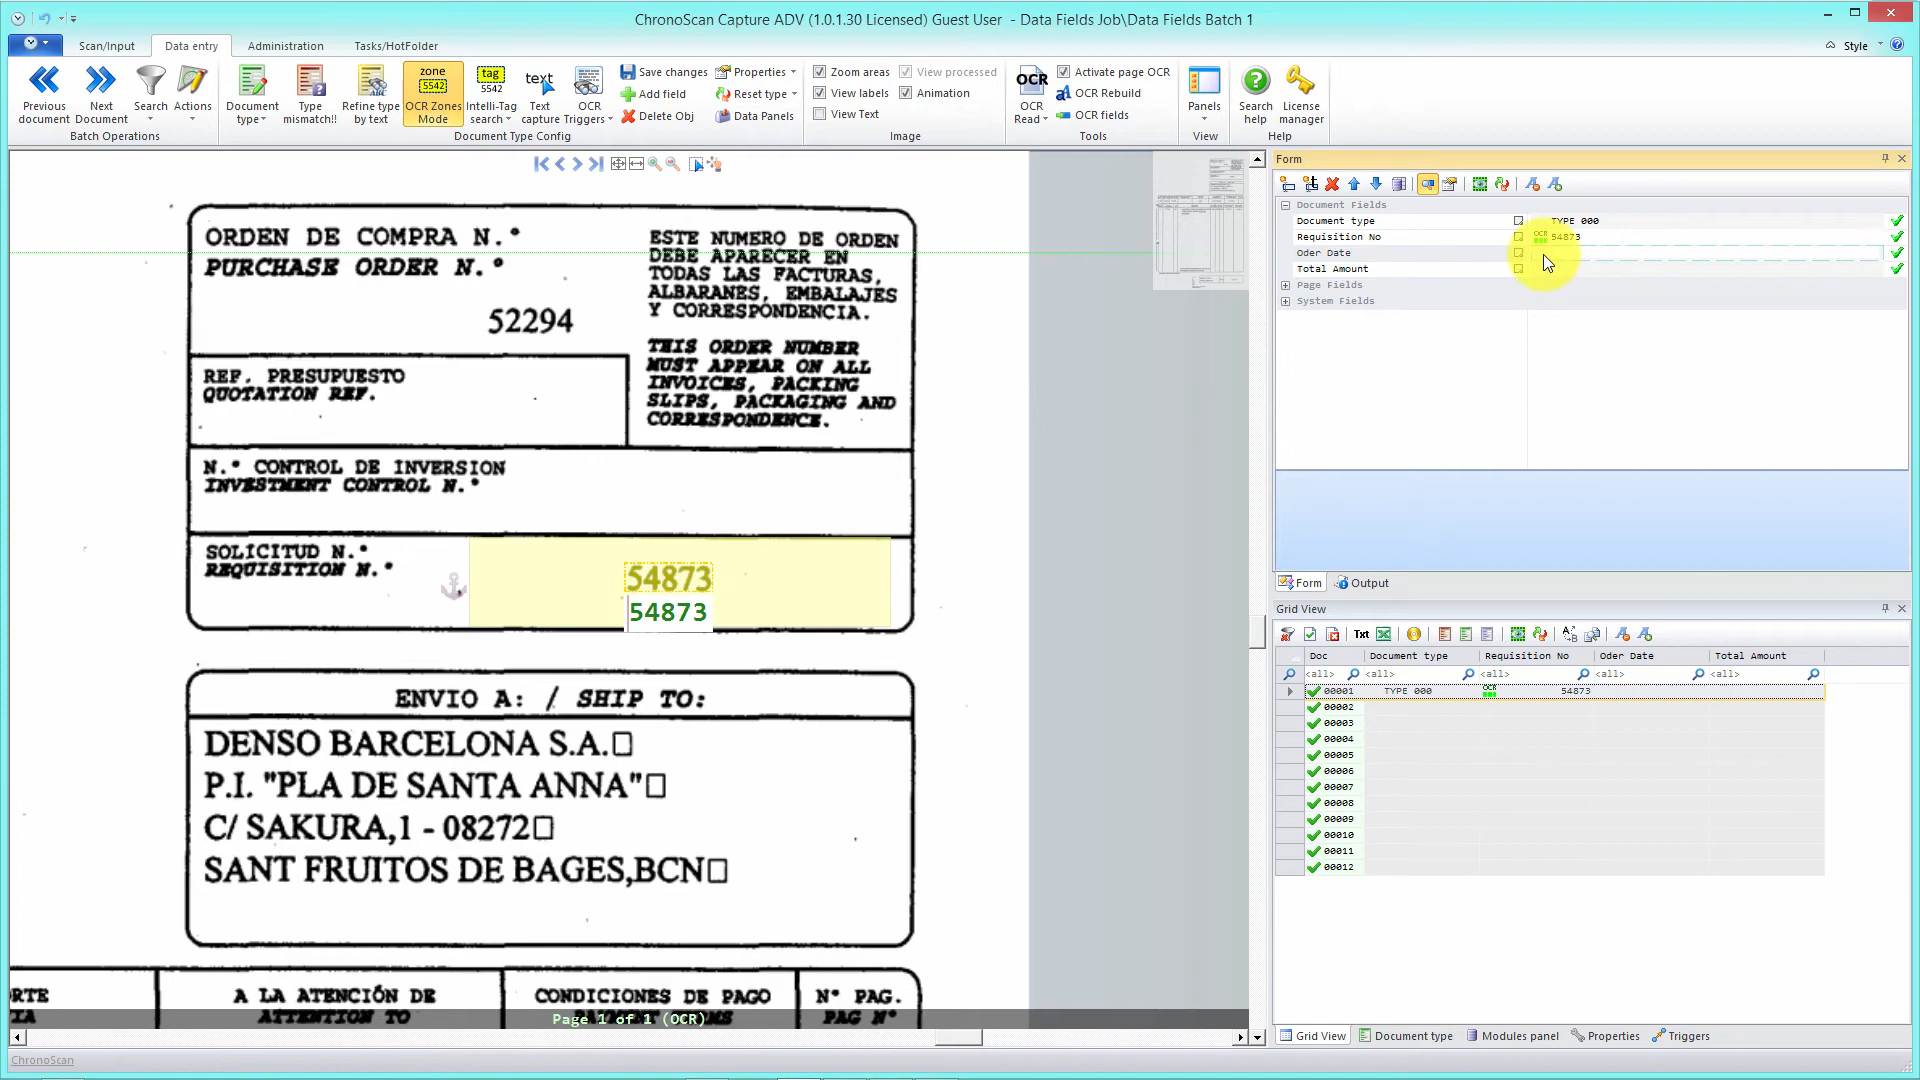 ChronoScan Capture ADV (1.0.1.30 Licensed) Guest User - Data Fields Job\Data Fields Batch 1
Scan/Input
Data entry
Administration
Tasks/HotFolder
Style
Previous document
Next Document
Search
Actions
Batch Operations
Document type
Type mismatch!!
Refine type by text
zone
5542
OCR Zones Mode
tag
5542
Intelli-Tag search
text
Text capture
OCR Triggers
Save changes
Add field
Delete Obj
Properties
Reset type
Data Panels
Document Type Config
Zoom areas
View labels
View Text
View processed
Animation
Image
OCR
OCR Read
Activate page OCR
OCR Rebuild
OCR fields
Tools
Panels
View
Search help
License manager
Help
ORDEN DE COMPRA N.°
PURCHASE ORDER N.°
52294
ESTE NUMERO DE ORDEN
DEBE APARECER EN
TODAS LAS FACTURAS,
ALBARANES, EMBALAJES
Y CORRESPONDENCIA.
THIS ORDER NUMBER
MUST APPEAR ON ALL
INVOICES, PACKING
SLIPS, PACKAGING AND
CORRESPONDENCE.
REF. PRESUPUESTO
QUOTATION REF.
N.° CONTROL DE INVERSION
INVESTMENT CONTROL N.°
SOLICITUD N.°
REQUISITION N.°
54873
54873
ENVIO A: / SHIP TO:
DENSO BARCELONA S.A.
P.I. "PLA DE SANTA ANNA"
C/ SAKURA,1 - 08272
SANT FRUITOS DE BAGES,BCN
RTE
IA
A LA ATENCIÓN DE
ATTENTION TO
CONDICIONES DE PAGO
N° PAG.
PAG N°
Page 1 of 1 (OCR)
Form
Document Fields
Document type TYPE 000
Requisition No OCR 54873
Oder Date
Total Amount
Page Fields
System Fields
Form
Output
Grid View
Txt
Doc Document type Requisition No Oder Date Total Amount
<all> <all> <all> <all> <all>
00001 TYPE 000 OCR 54873
00002
00003
00004
00005
00006
00007
00008
00009
00010
00011
00012
Grid View
Document type
Modules panel
Properties
Triggers
ChronoScan